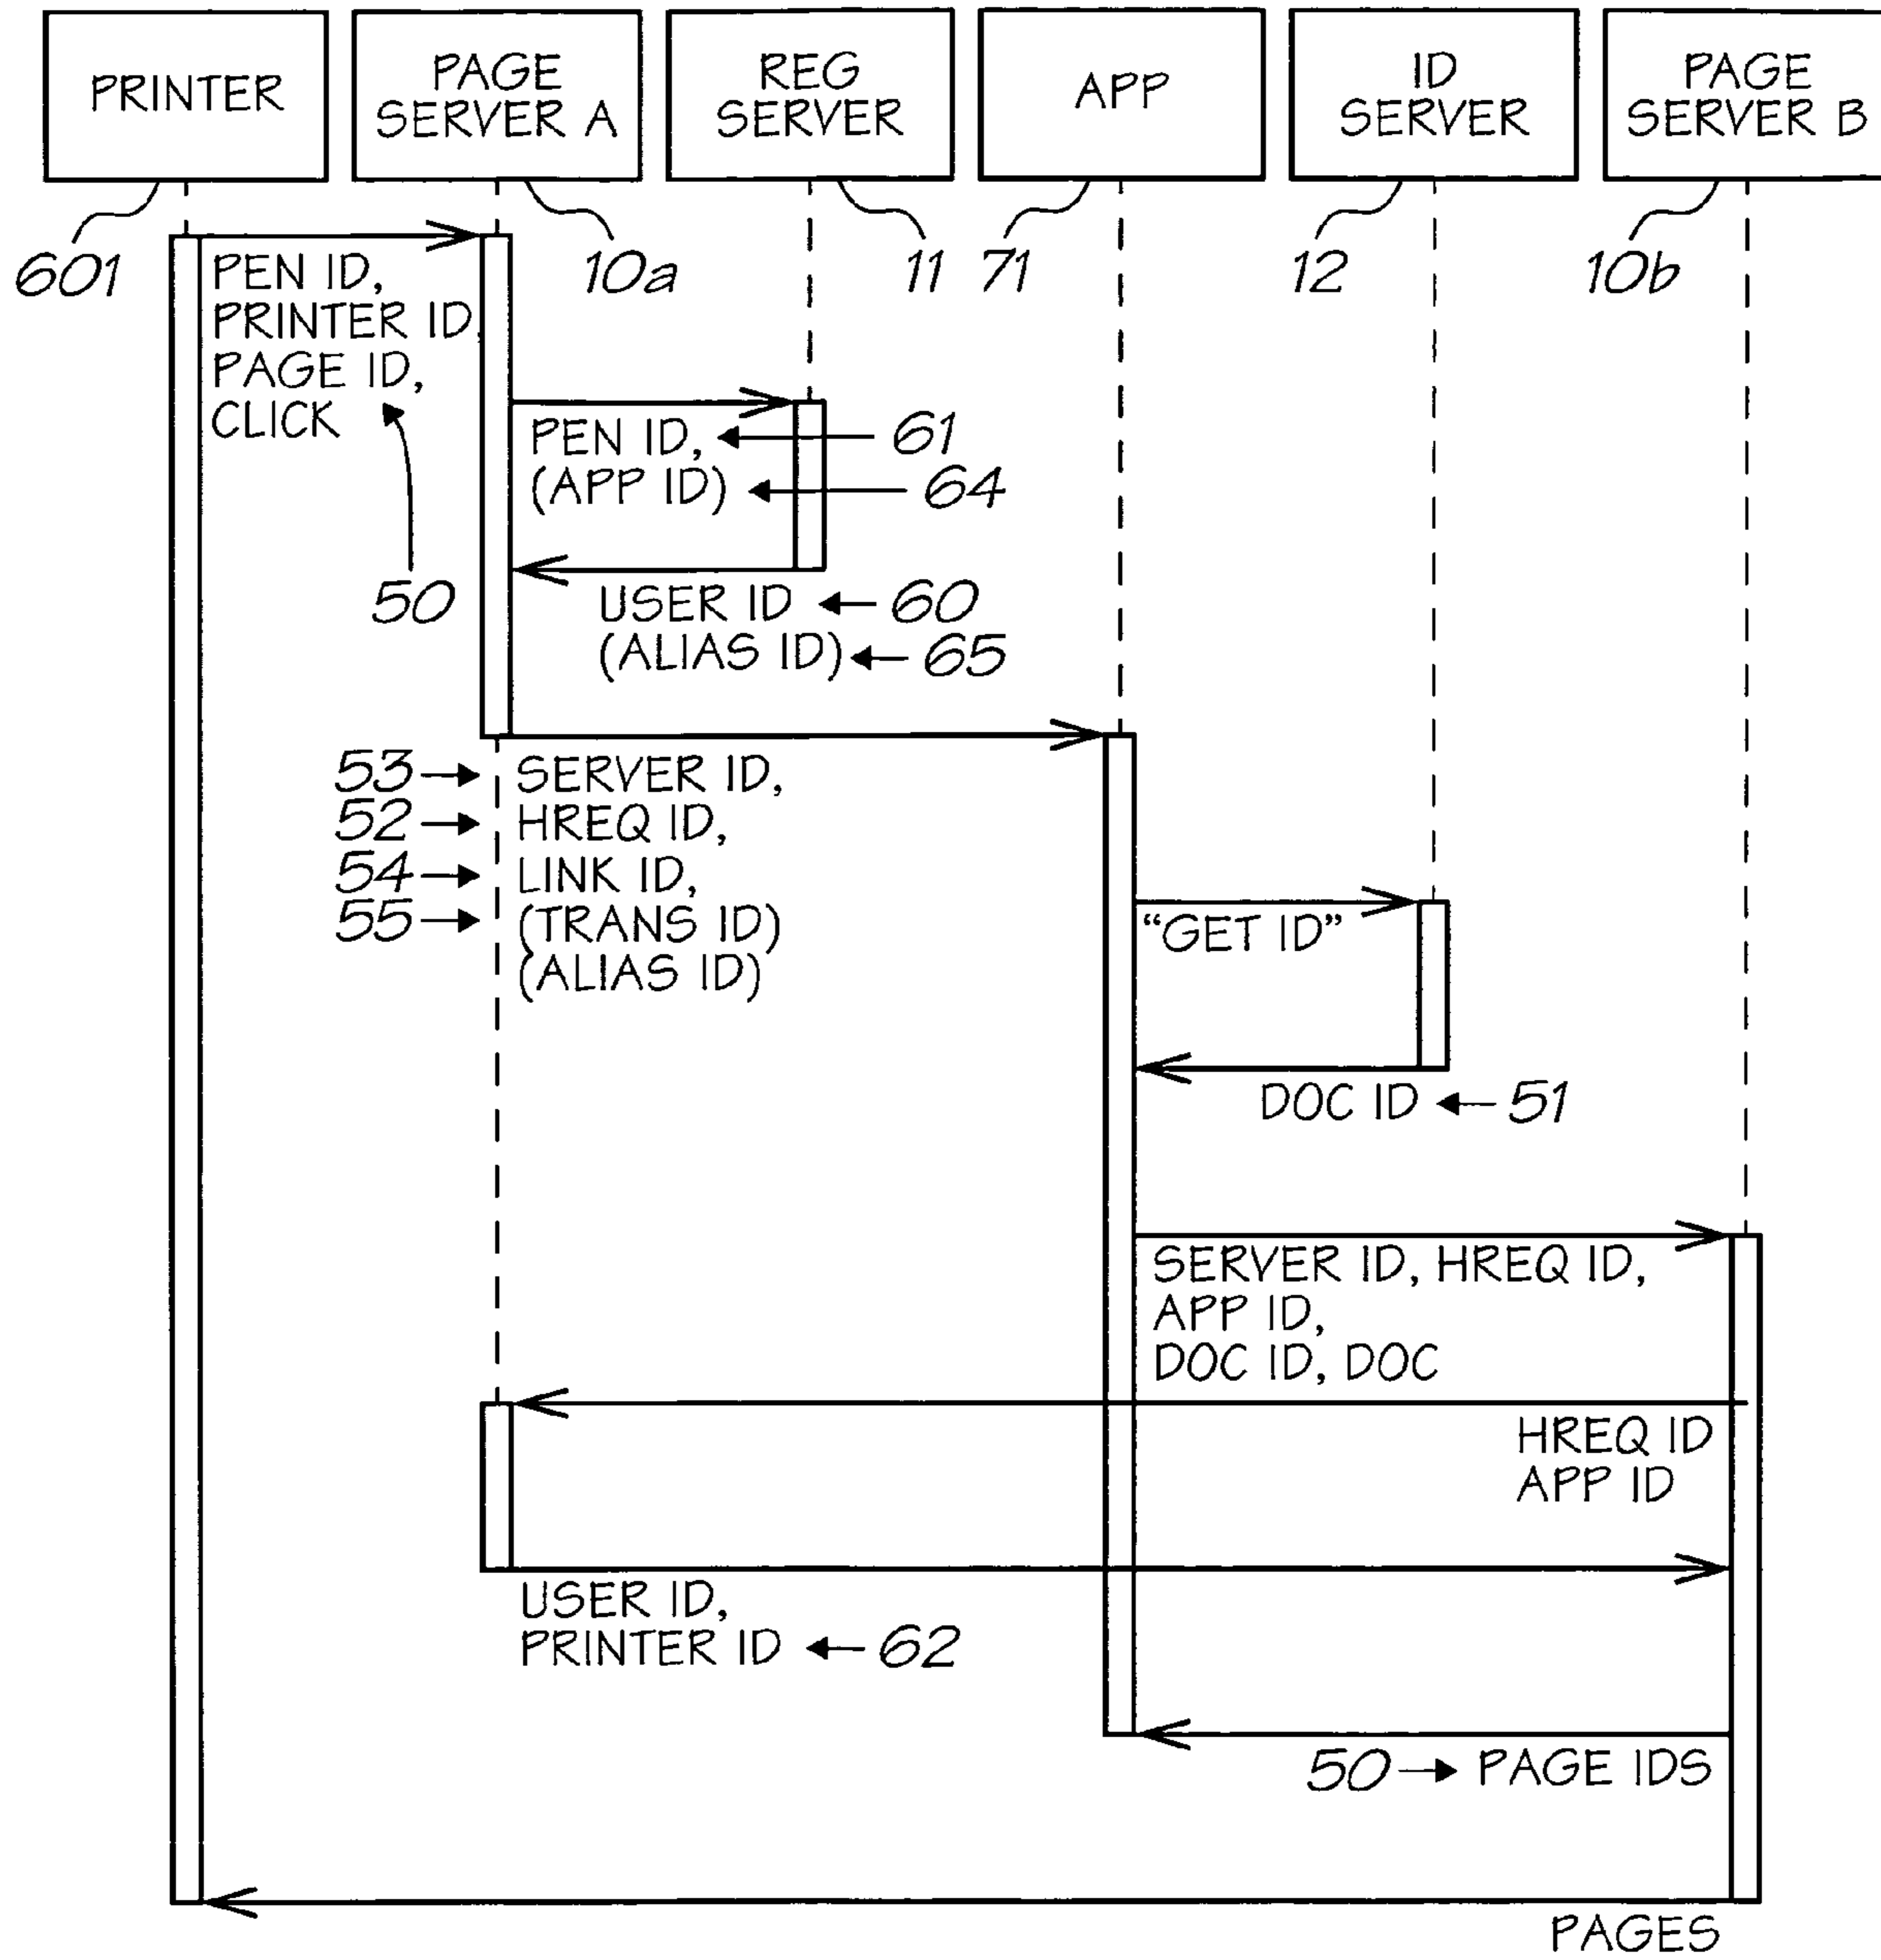 PRINTER
PAGE
SERVER A
REG
SERVER
APP
ID
SERVER
PAGE
SERVER B
601
10a
11
71
12
10b
PEN ID,
PRINTER ID,
PAGE ID,
CLICK
50
PEN ID,
(APP ID)
61
64
USER ID
(ALIAS ID)
60
65
53
52
54
55
SERVER ID,
HREQ ID,
LINK ID,
(TRANS ID)
(ALIAS ID)
“GET ID”
DOC ID
51
SERVER ID, HREQ ID,
APP ID,
DOC ID, DOC
HREQ ID
APP ID
USER ID,
PRINTER ID
62
50
PAGE IDS
PAGES